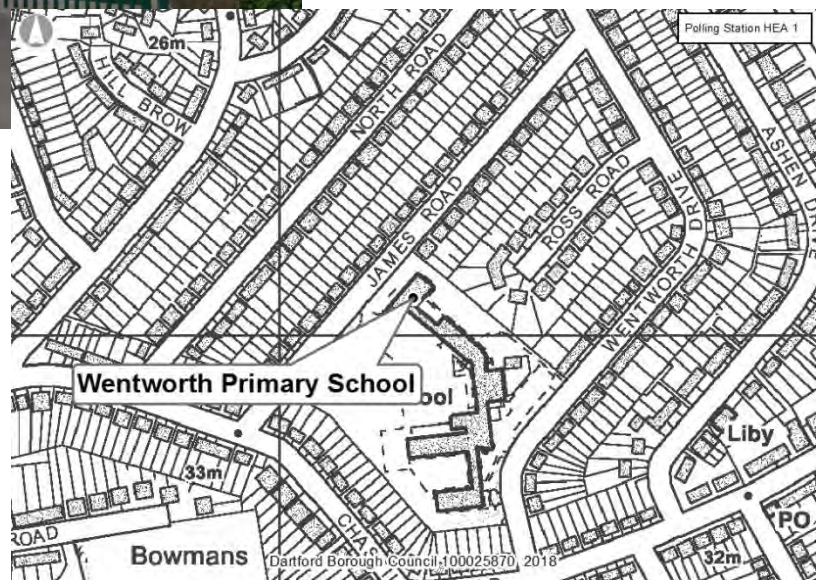 Polling Station HEA 1
26m
HILL BROW
NORTH ROAD
ASHEN DRIVE
JAMES ROAD
ROSS ROAD
WENTWORTH DRIVE
Wentworth Primary School
ool
Liby
33m
PO
ROAD
CHAS
Bowmans
Dartford Borough Council 100025870 2018
32m